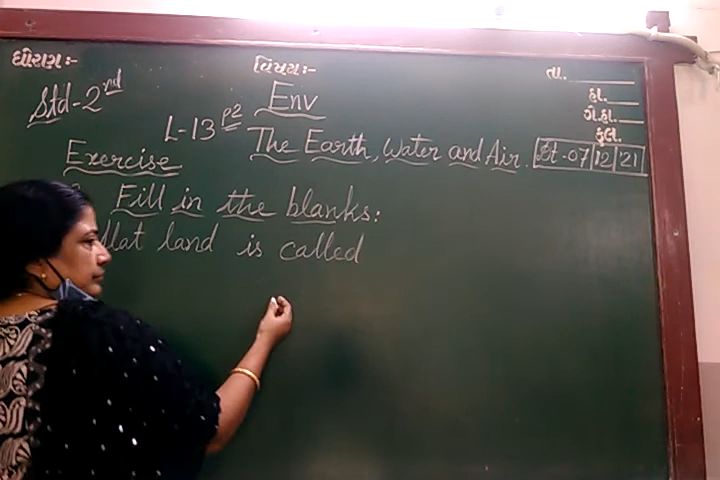 ધોરણ:- વિષય:- તા.
Std-2nd Env હા.
ગે.હા.
L-13 P2 The Earth, Water and Air. કુલ.
Dt-07 12 '21
Exercise
Fill in the blanks:
flat land is called